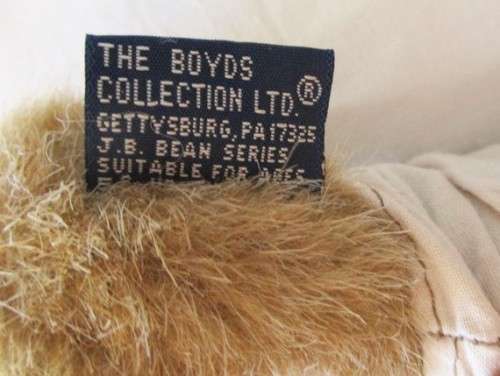 THE BOYDS
COLLECTION LTD.®
GETTYSBURG, PA 17325
J.B. BEAN SERIES
SUITABLE FOR AGES